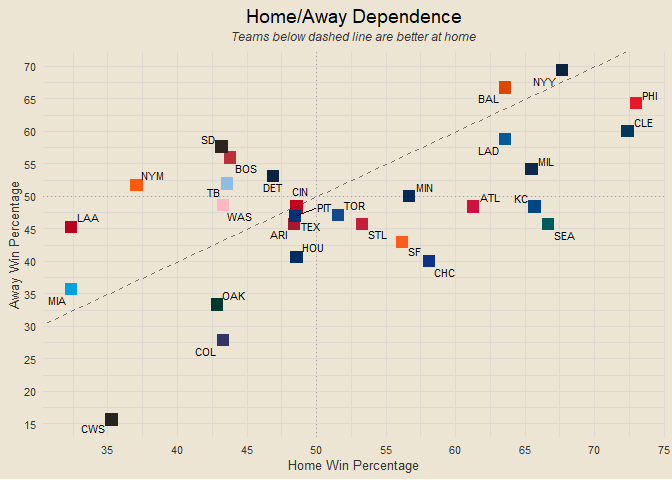 Home/Away Dependence
Teams below dashed line are better at home
Away Win Percentage
70
65
60
55
50
45
40
35
30
25
20
15
NYY
BAL
PHI
CLE
LAD
SD
BOS
MIL
NYM
TB
DET
MIN
WAS
CIN
PIT
TOR
ATL
KC
LAA
ARI
TEX
STL
SEA
SF
HOU
CHC
MIA
OAK
COL
CWS
35
40
45
50
55
60
65
70
75
Home Win Percentage